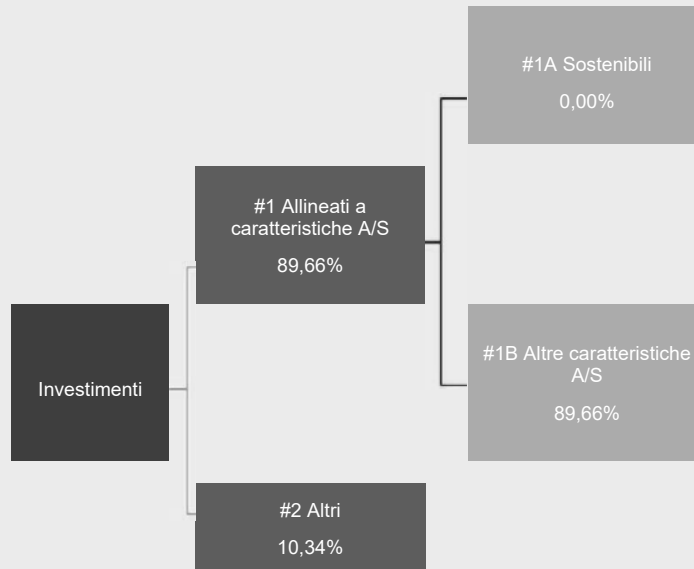 #1A Sostenibili
0,00%
#1 Allineati a
caratteristiche A/S
89,66%
Investimenti
#1B Altre caratteristiche
A/S
89,66%
#2 Altri
10,34%